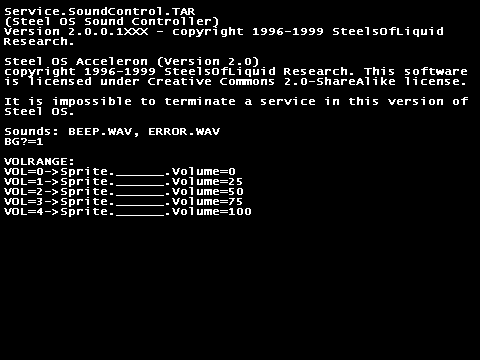 Service.SoundControl.TAR
(Steel OS Sound Controller)
Version 2.0.0.1XXX - copyright 1996-1999 SteelsOfLiquid
Research.
Steel OS Acceleron (Version 2.0)
copyright 1996-1999 SteelsOfLiquid Research. This software
is licensed under Creative Commons 2.0-ShareAlike license.
It is impossible to terminate a service in this version of
Steel OS.
Sounds: BEEP.WAV, ERROR.WAV
BG?=1
VOLRANGE:
VOL=0->Sprite.______.Volume=0
VOL=1->Sprite.______.Volume=25
VOL=2->Sprite.______.Volume=50
VOL=3->Sprite.______.Volume=75
VOL=4->Sprite.______.Volume=100